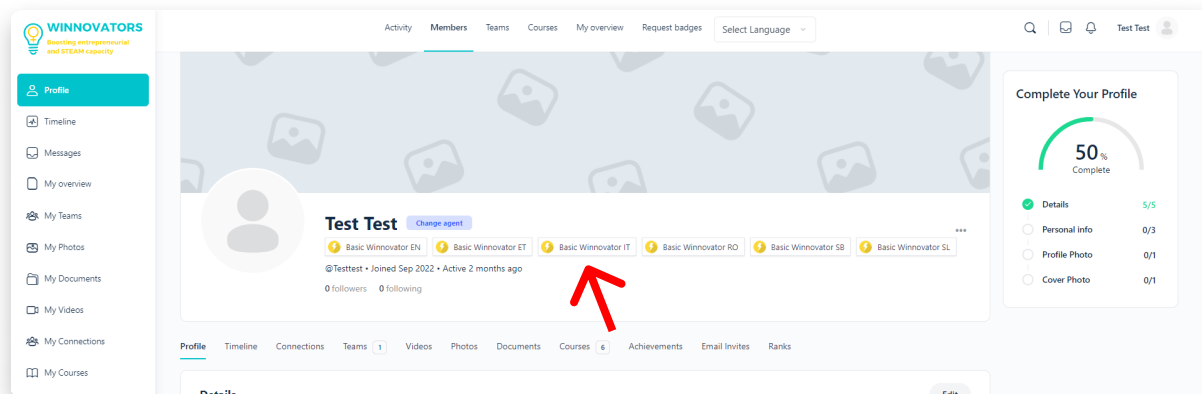 WINNOVATORS
Boosting entrepreneurial
and STEAM capacity
Activity Members Teams Courses My overview Request badges Select Language
Test Test
Profile
Timeline
Messages
My overview
My Teams
My Photos
My Documents
My Videos
My Connections
My Courses
Test Test Change agent
Basic Winnovator EN Basic Winnovator ET Basic Winnovator IT Basic Winnovator RO Basic Winnovator SB Basic Winnovator SL
@Testtest • Joined Sep 2022 • Active 2 months ago
0 followers 0 following
Profile Timeline Connections Teams 1 Videos Photos Documents Courses 6 Achievements Email Invites Ranks
Details Edit
Complete Your Profile
50 %
Complete
Details 5/5
Personal info 0/3
Profile Photo 0/1
Cover Photo 0/1